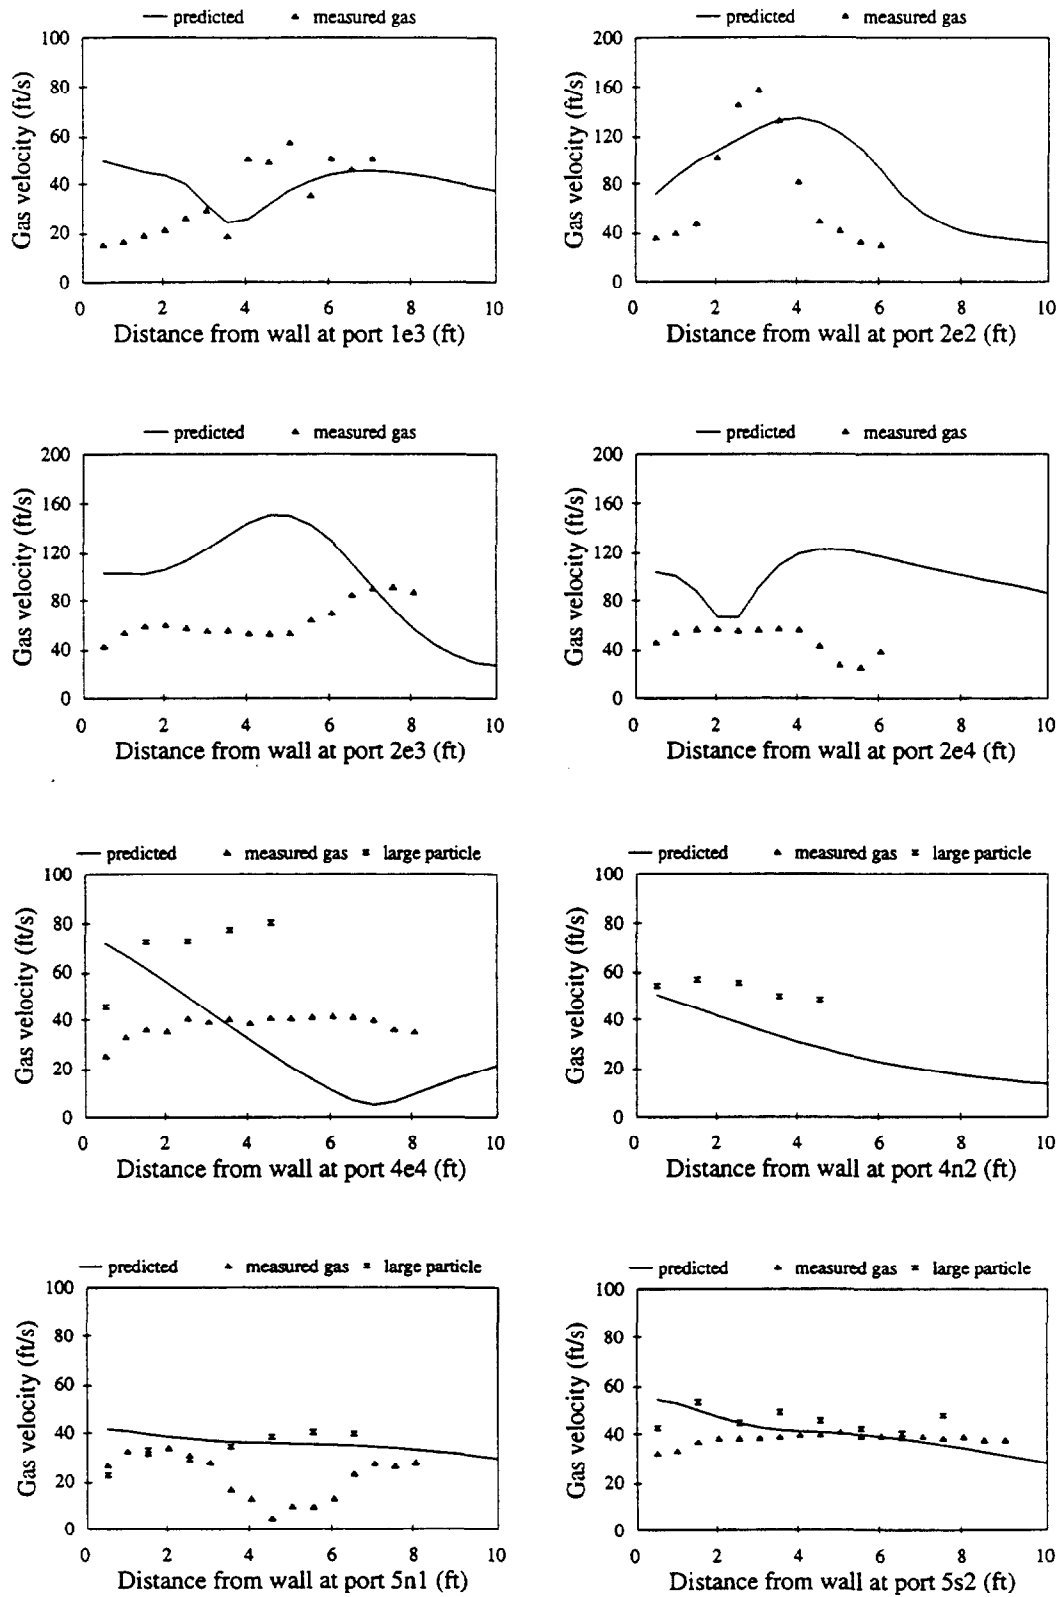 predicted measured gas
100
80
60
40
20
0
Gas velocity (ft/s)
0 2 4 6 8 10
Distance from wall at port 1e3 (ft)
predicted measured gas
200
160
120
80
40
0
Gas velocity (ft/s)
0 2 4 6 8 10
Distance from wall at port 2e2 (ft)
predicted measured gas
200
160
120
80
40
0
Gas velocity (ft/s)
0 2 4 6 8 10
Distance from wall at port 2e3 (ft)
predicted measured gas
200
160
120
80
40
0
Gas velocity (ft/s)
0 2 4 6 8 10
Distance from wall at port 2e4 (ft)
predicted measured gas large particle
100
80
60
40
20
0
Gas velocity (ft/s)
0 2 4 6 8 10
Distance from wall at port 4e4 (ft)
predicted measured gas large particle
100
80
60
40
20
0
Gas velocity (ft/s)
0 2 4 6 8 10
Distance from wall at port 4n2 (ft)
predicted measured gas large particle
100
80
60
40
20
0
Gas velocity (ft/s)
0 2 4 6 8 10
Distance from wall at port 5n1 (ft)
predicted measured gas large particle
100
80
60
40
20
0
Gas velocity (ft/s)
0 2 4 6 8 10
Distance from wall at port 5s2 (ft)